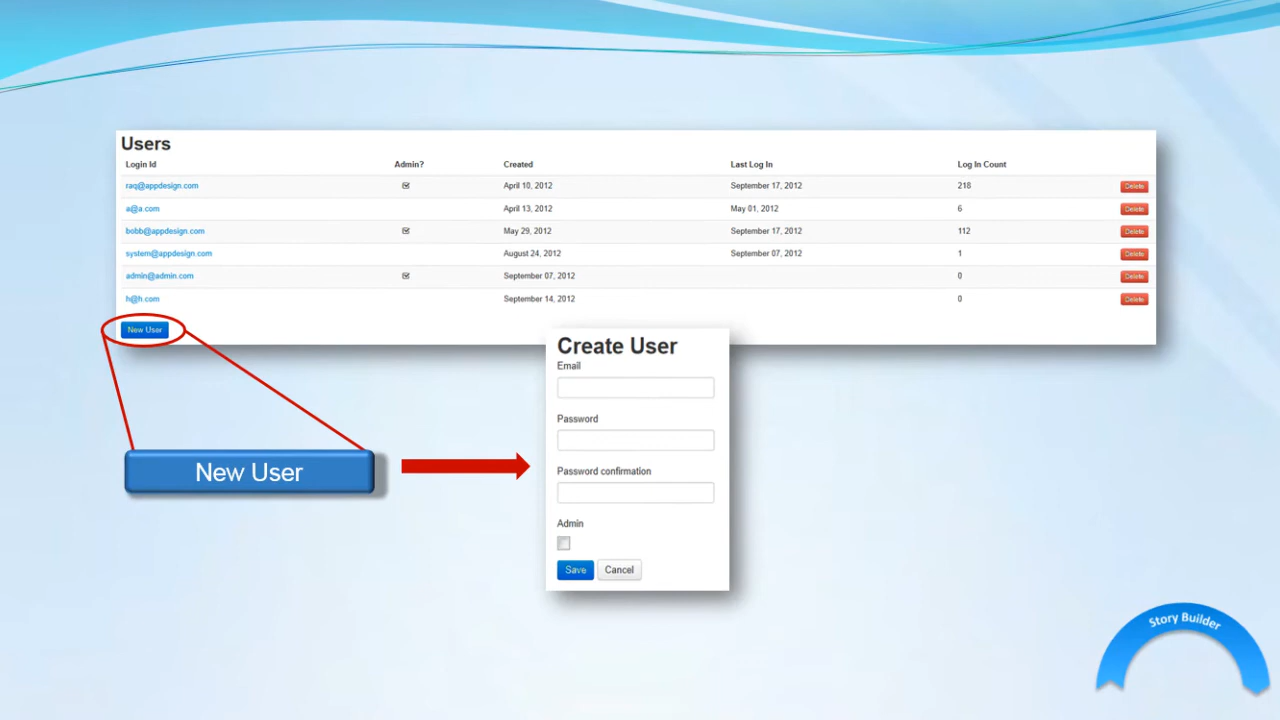 Users
Login Id Admin? Created Last Log In Log In Count
raq@appdesign.com April 10, 2012 September 17, 2012 218 Delete
a@a.com April 13, 2012 May 01, 2012 6 Delete
bobb@appdesign.com May 29, 2012 September 17, 2012 112 Delete
system@appdesign.com August 24, 2012 September 07, 2012 1 Delete
admin@admin.com September 07, 2012 0 Delete
h@h.com September 14, 2012 0 Delete
New User
Create User
Email
Password
New User
Password confirmation
Admin
Save Cancel
Story Builder